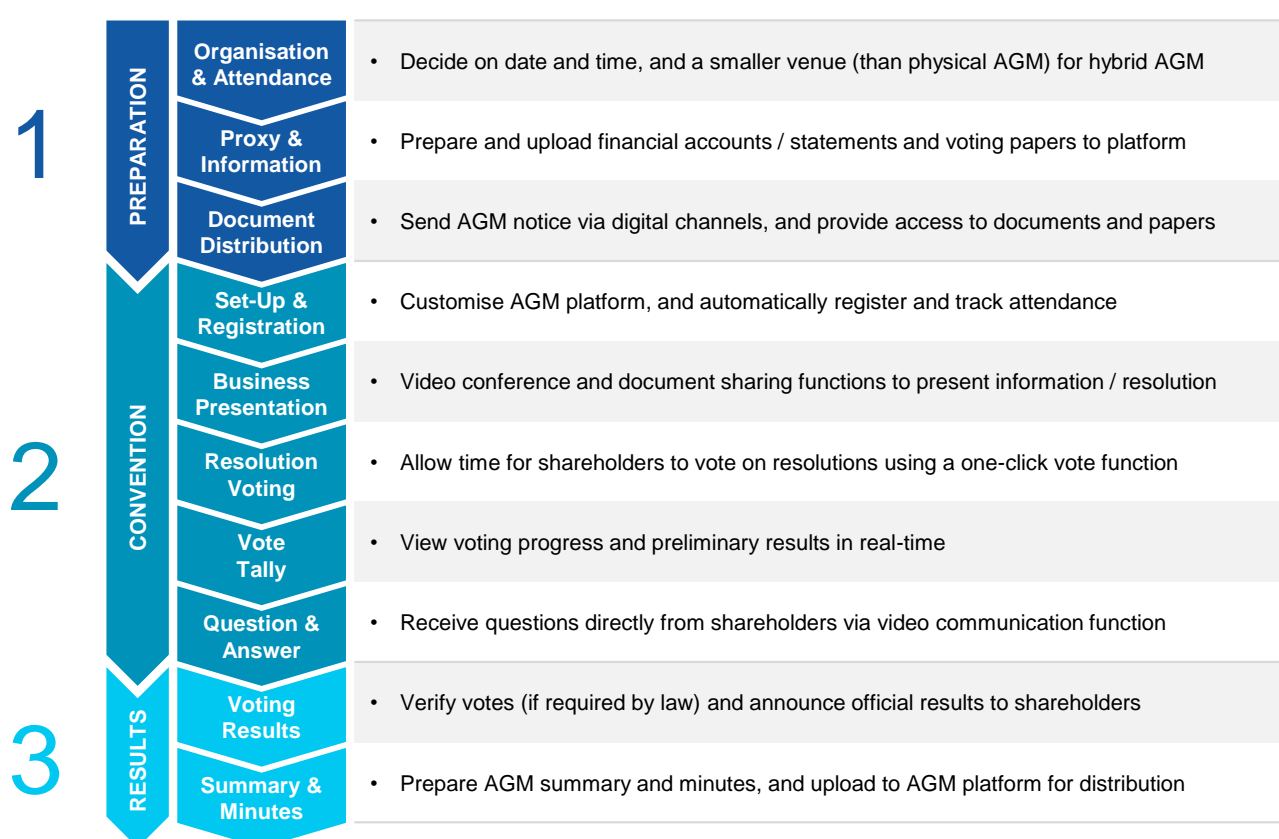 1
PREPARATION
Organisation
& Attendance
• Decide on date and time, and a smaller venue (than physical AGM) for hybrid AGM
Proxy &
Information
• Prepare and upload financial accounts / statements and voting papers to platform
Document
Distribution
• Send AGM notice via digital channels, and provide access to documents and papers
2
CONVENTION
Set-Up &
Registration
• Customise AGM platform, and automatically register and track attendance
Business
Presentation
• Video conference and document sharing functions to present information / resolution
Resolution
Voting
• Allow time for shareholders to vote on resolutions using a one-click vote function
Vote
Tally
• View voting progress and preliminary results in real-time
Question &
Answer
• Receive questions directly from shareholders via video communication function
3
RESULTS
Voting
Results
• Verify votes (if required by law) and announce official results to shareholders
Summary &
Minutes
• Prepare AGM summary and minutes, and upload to AGM platform for distribution